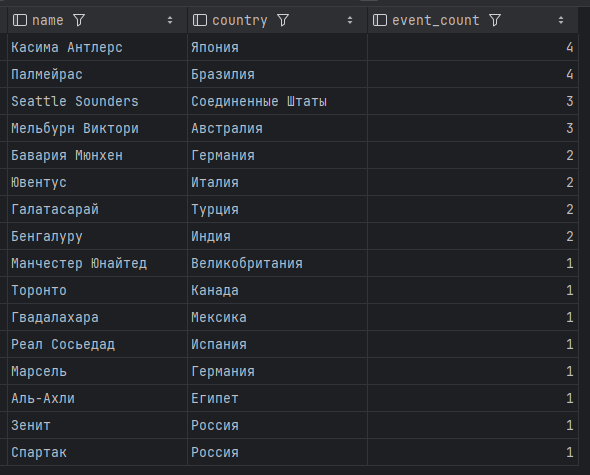 name country event_count
Касима Антлерс Япония 4
Палмейрас Бразилия 4
Seattle Sounders Соединенные Штаты 3
Мельбурн Виктори Австралия 3
Бавария Мюнхен Германия 2
Ювентус Италия 2
Галатасарай Турция 2
Бенгалуру Индия 2
Манчестер Юнайтед Великобритания 1
Торонто Канада 1
Гвадалахара Мексика 1
Реал Сосьедад Испания 1
Марсель Германия 1
Аль-Ахли Египет 1
Зенит Россия 1
Спартак Россия 1